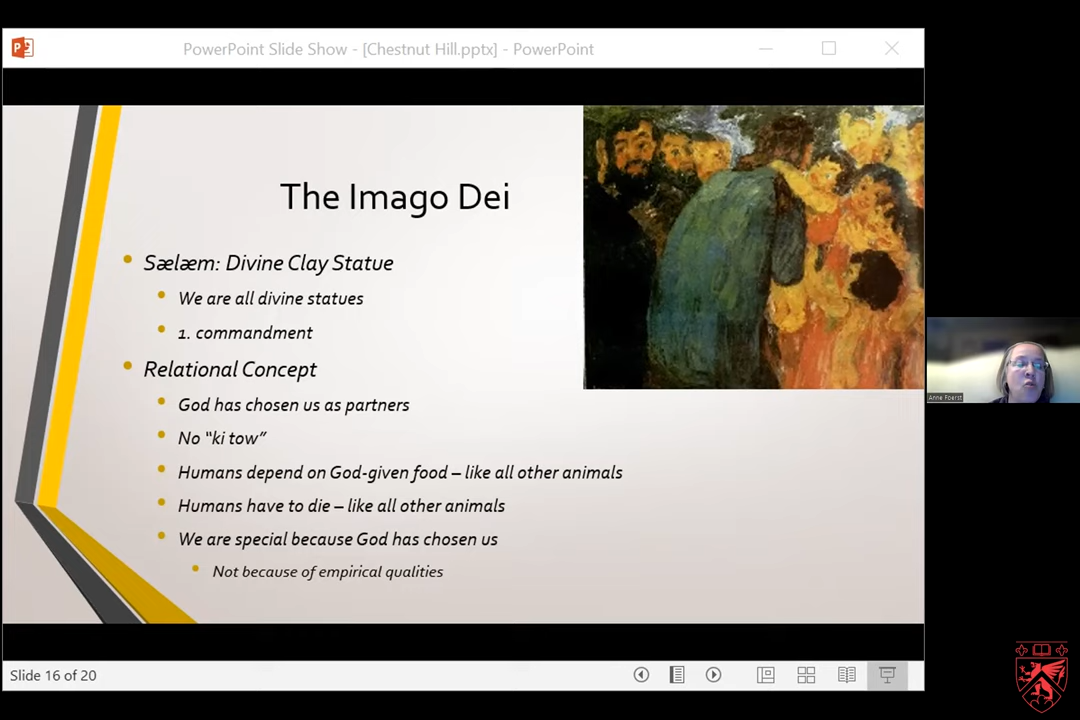 PowerPoint Slide Show - [Chestnut Hill.pptx] - PowerPoint
The Imago Dei
Sælæm: Divine Clay Statue
We are all divine statues
1. commandment
Relational Concept
God has chosen us as partners
No "ki tow”
Humans depend on God-given food – like all other animals
Humans have to die – like all other animals
We are special because God has chosen us
Not because of empirical qualities
Anne Foerst
Slide 16 of 20